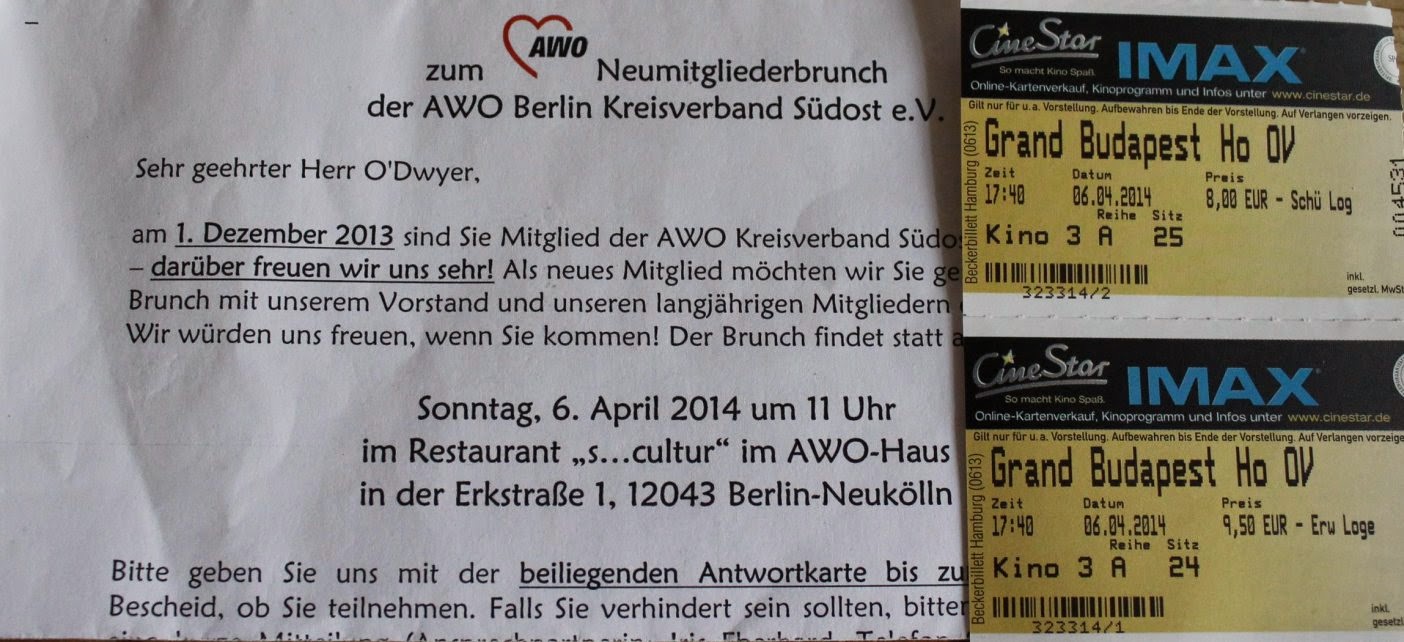 AWO
zum Neumitgliederbrunch
der AWO Berlin Kreisverband Südost e.V.
Sehr geehrter Herr O'Dwyer,
am 1. Dezember 2013 sind Sie Mitglied der AWO Kreisverband Südos
– darüber freuen wir uns sehr! Als neues Mitglied möchten wir Sie ge
Brunch mit unserem Vorstand und unseren langjährigen Mitgliedern
Wir würden uns freuen, wenn Sie kommen! Der Brunch findet statt a
Sonntag, 6. April 2014 um 11 Uhr
im Restaurant „s...cultur“ im AWO-Haus
in der Erkstraße 1, 12043 Berlin-Neukölln
Bitte geben Sie uns mit der beiliegenden Antwortkarte bis zu
Bescheid, ob Sie teilnehmen. Falls Sie verhindert sein sollten, bitten
CineStar IMAX
So macht Kino Spaß.
Online-Kartenverkauf, Kinoprogramm und Infos unter www.cinestar.de
Gilt nur für u. a. Vorstellung. Aufbewahren bis Ende der Vorstellung. Auf Verlangen vorzeigen.
Beckerbillett Hamburg (0613)
Grand Budapest Ho OV
Zeit Datum Preis
17:40 06.04.2014 8,00 EUR - Schü Log
Reihe Sitz
Kino 3 A 25
323314/2
inkl.
gesetzl. MwSt
004531
CineStar IMAX
So macht Kino Spaß.
Online-Kartenverkauf, Kinoprogramm und Infos unter www.cinestar.de
Gilt nur für u. a. Vorstellung. Aufbewahren bis Ende der Vorstellung. Auf Verlangen vorzeige
Beckerbillett Hamburg (0613)
Grand Budapest Ho OV
Zeit Datum Preis
17:40 06.04.2014 9,50 EUR - Erw Loge
Reihe Sitz
Kino 3 A 24
323314/1
inkl.
gesetzl